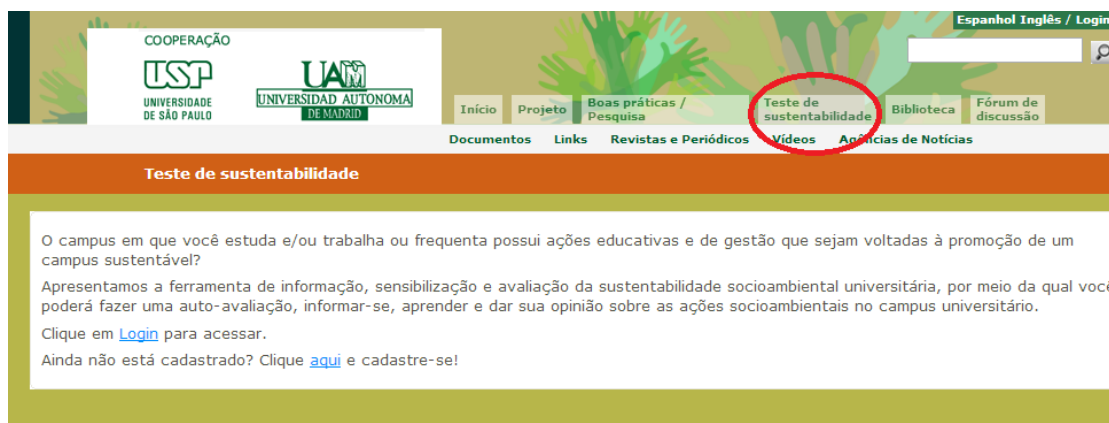 Espanhol Inglês / Login
COOPERAÇÃO
USP
UNIVERSIDADE
DE SÃO PAULO
UAM
UNIVERSIDAD AUTONOMA
DE MADRID
Início Projeto Boas práticas / Pesquisa Teste de sustentabilidade Biblioteca Fórum de discussão
Documentos Links Revistas e Periódicos Vídeos Agências de Notícias
Teste de sustentabilidade
O campus em que você estuda e/ou trabalha ou frequenta possui ações educativas e de gestão que sejam voltadas à promoção de um
campus sustentável?
Apresentamos a ferramenta de informação, sensibilização e avaliação da sustentabilidade socioambiental universitária, por meio da qual você
poderá fazer uma auto-avaliação, informar-se, aprender e dar sua opinião sobre as ações socioambientais no campus universitário.
Clique em Login para acessar.
Ainda não está cadastrado? Clique aqui e cadastre-se!